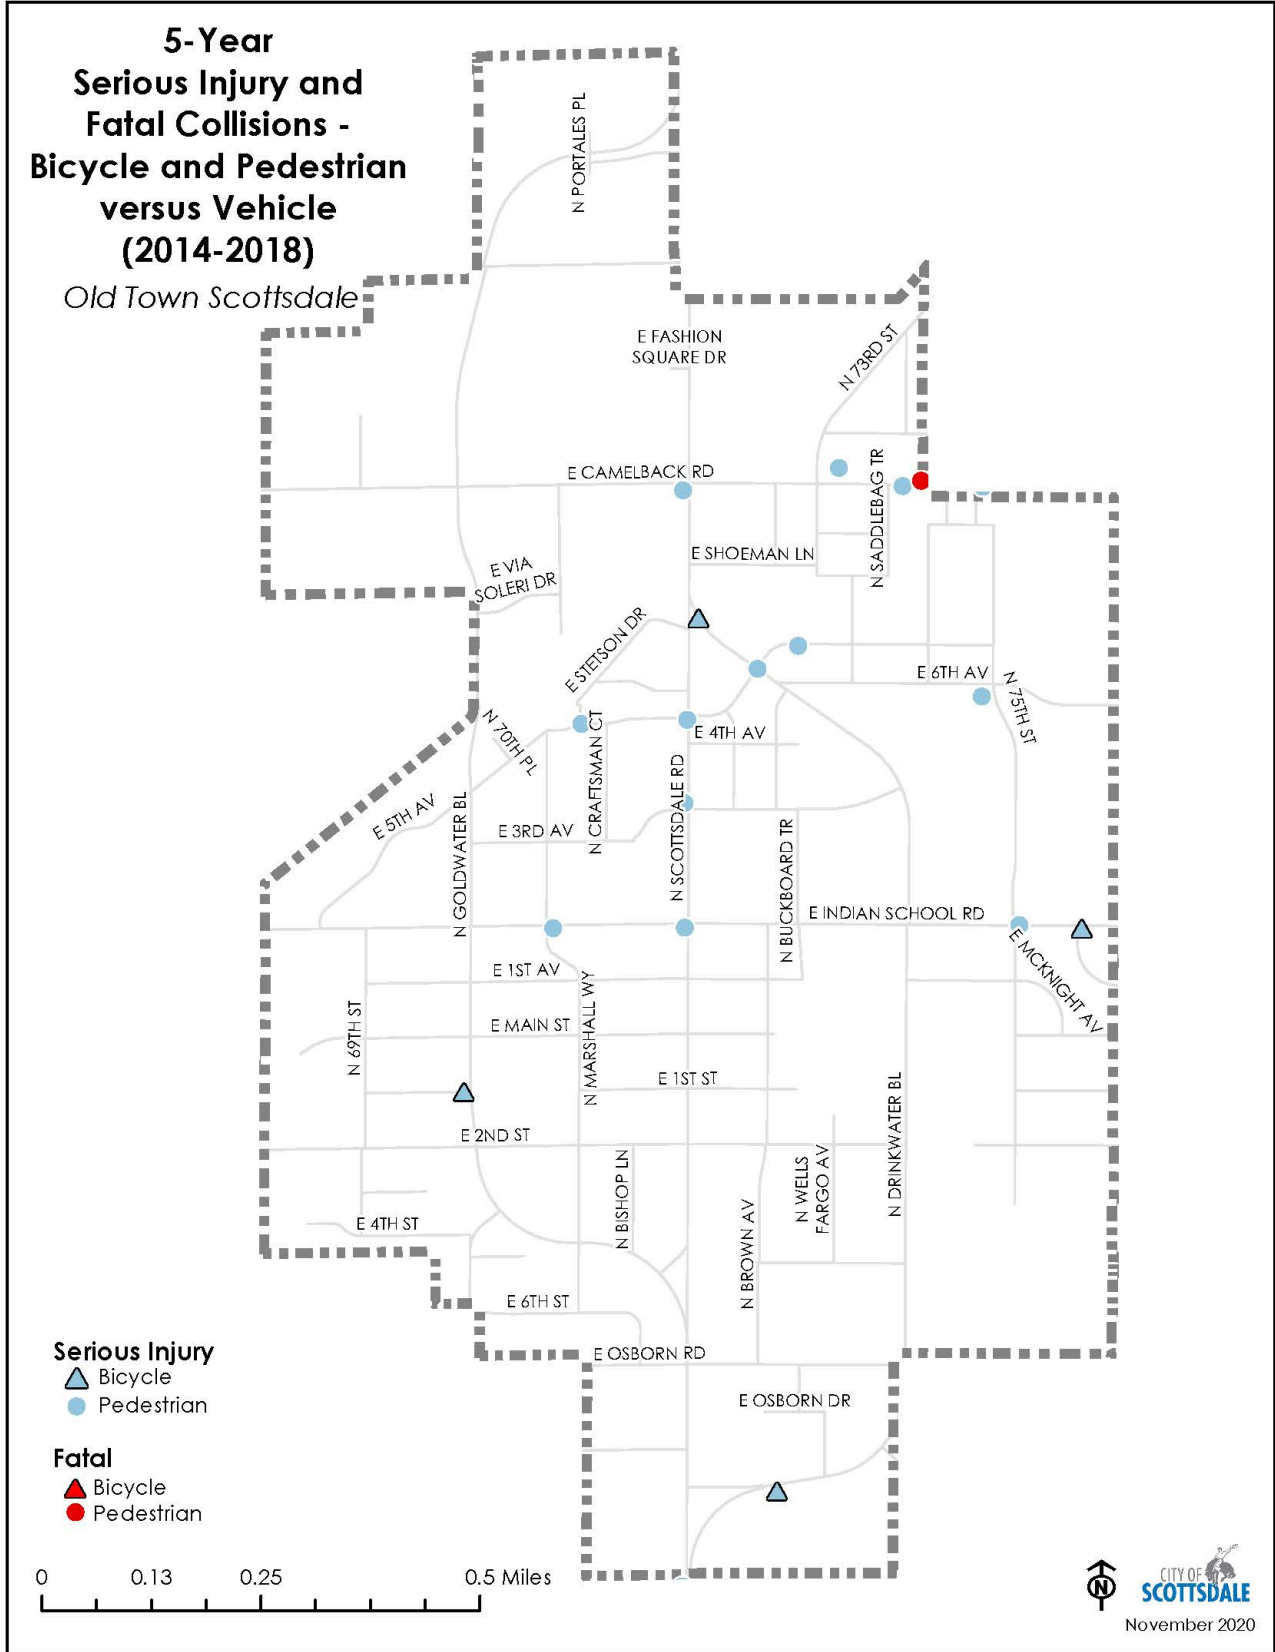 5-Year
Serious Injury and
Fatal Collisions -
Bicycle and Pedestrian
versus Vehicle
(2014-2018)
Old Town Scottsdale
N PORTALES PL
E FASHION
SQUARE DR
N 73RD ST
E CAMELBACK RD
N SADDLEBAG TR
E SHOEMAN LN
E VIA
SOLERI DR
E STETSON DR
E 6TH AV
N 75TH ST
N 70TH PL
N CRAFTSMAN CT
E 4TH AV
E 5TH AV
N GOLDWATER BL
E 3RD AV
N SCOTTSDALE RD
N BUCKBOARD TR
E INDIAN SCHOOL RD
E MCKNIGHT AV
E 1ST AV
N 69TH ST
E MAIN ST
N MARSHALL WY
E 1ST ST
N DRINKWATER BL
E 2ND ST
N BISHOP LN
N WELLS
FARGO AV
E 4TH ST
N BROWN AV
E 6TH ST
E OSBORN RD
E OSBORN DR
Serious Injury
Bicycle
Pedestrian
Fatal
Bicycle
Pedestrian
0 0.13 0.25 0.5 Miles
N
CITY OF
SCOTTSDALE
November 2020